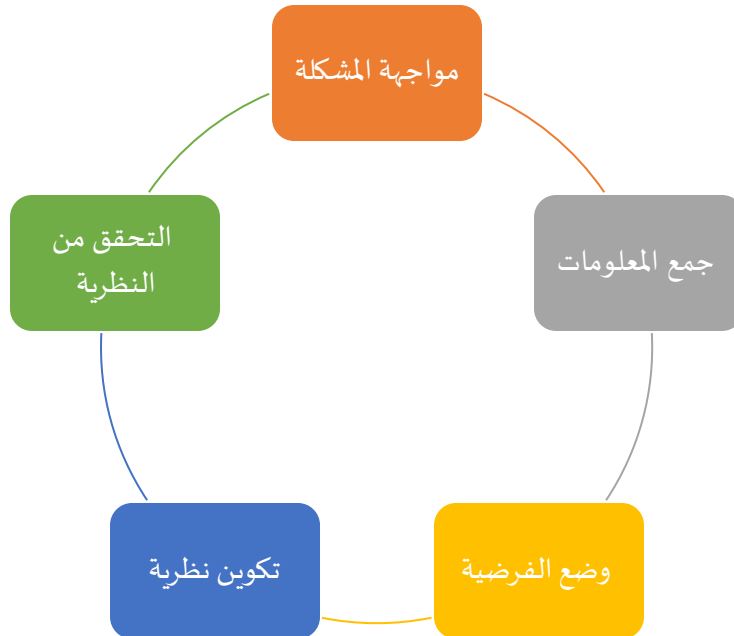 مواجهة المشكلة
جمع المعلومات
وضع الفرضية
تكوين نظرية
التحقق من
النظرية